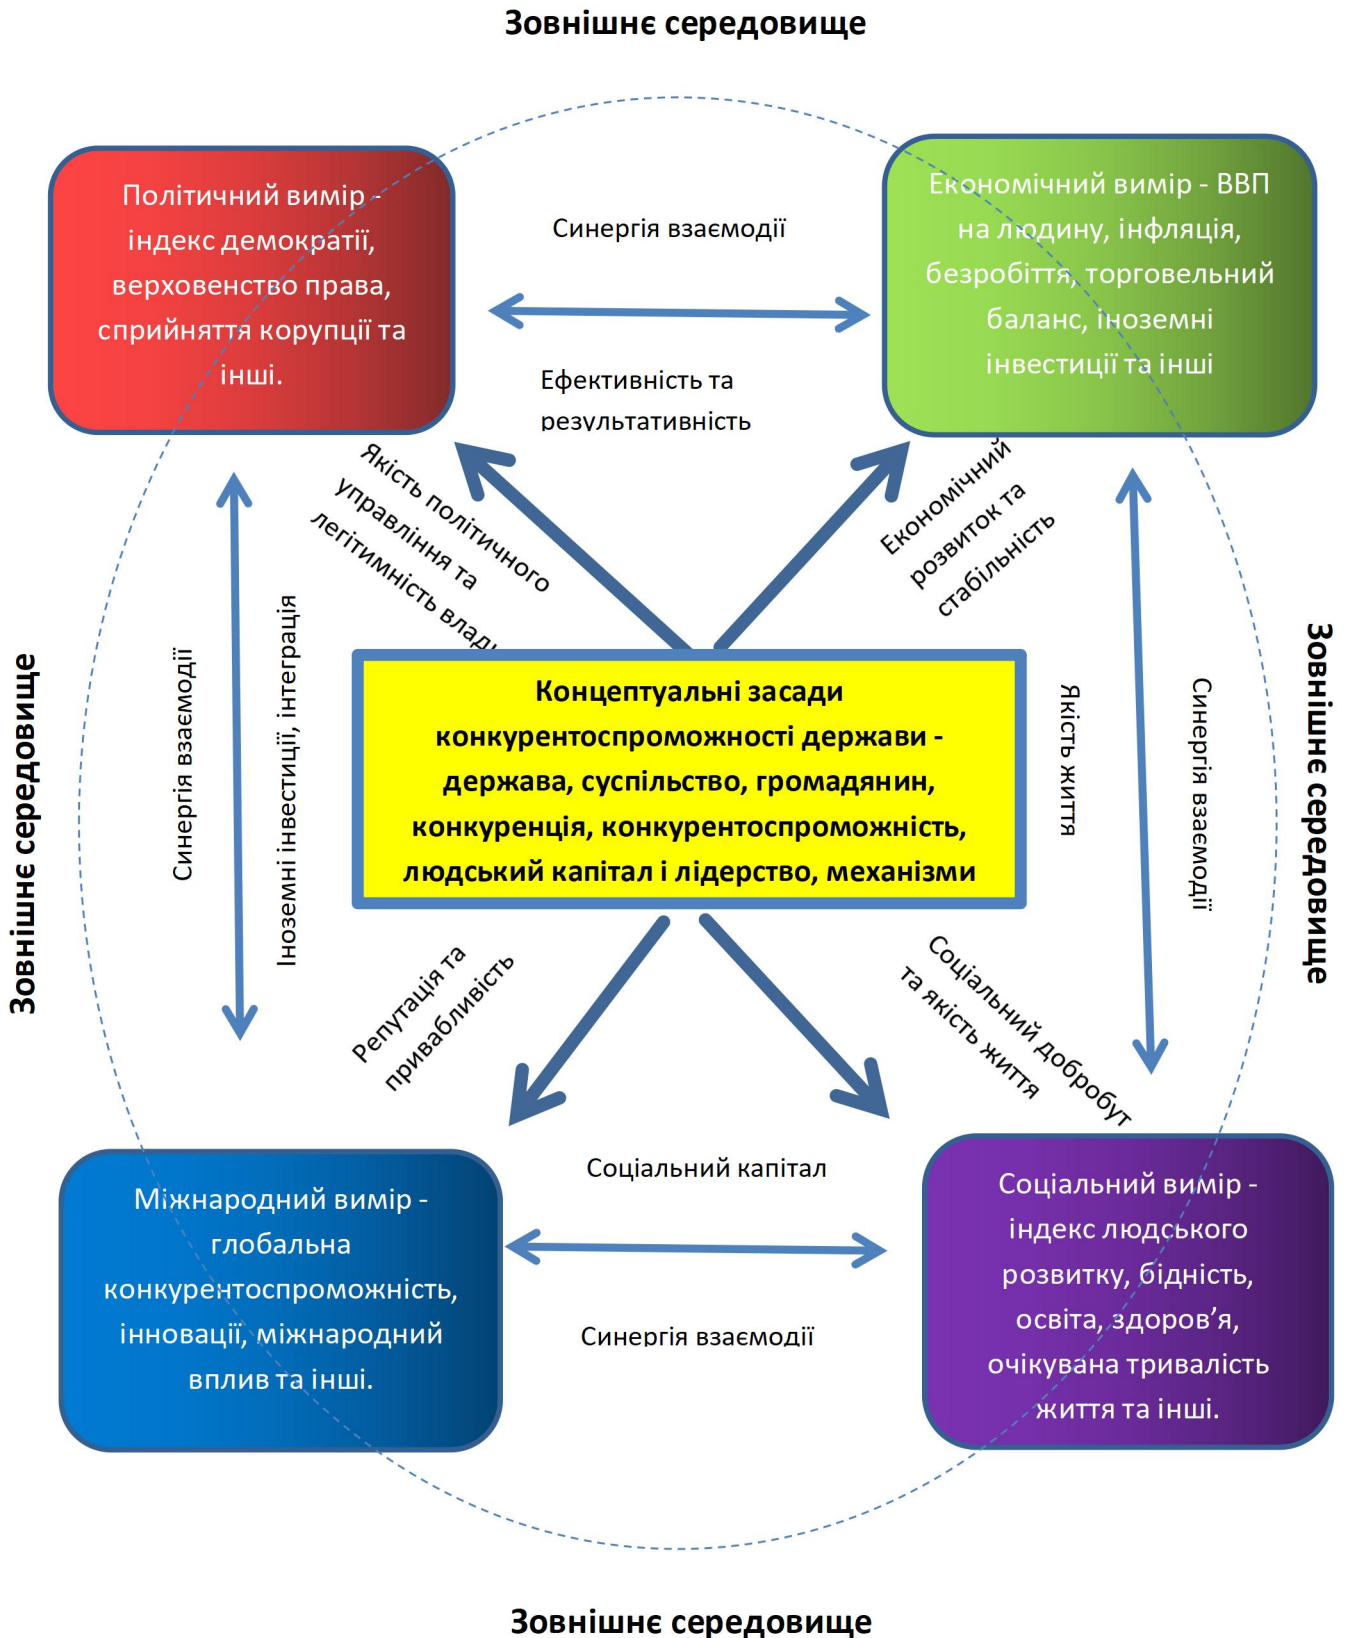 Зовнішнє середовище
Політичний вимір -
індекс демократії,
верховенство права,
сприйняття корупції та
інші.
Синергія взаємодії
Ефективність та
результативність
Економічний вимір - ВВП
на людину, інфляція,
безробіття, торговельний
баланс, іноземні
інвестиції та інші
Якість політичного
управління та
легітимність влади
Економічний
розвиток та
стабільність
Зовнішнє середовище
Синергія взаємодії
Іноземні інвестиції, інтеграція
Концептуальні засади
конкурентоспроможності держави -
держава, суспільство, громадянин,
конкуренція, конкурентоспроможність,
людський капітал і лідерство, механізми
Якість життя
Синергія взаємодії
Зовнішнє середовище
Репутація та
привабливість
Соціальний добробут
та якість життя
Міжнародний вимір -
глобальна
конкурентоспроможність,
інновації, міжнародний
вплив та інші.
Соціальний капітал
Синергія взаємодії
Соціальний вимір -
індекс людського
розвитку, бідність,
освіта, здоров’я,
очікувана тривалість
життя та інші.
Зовнішнє середовище